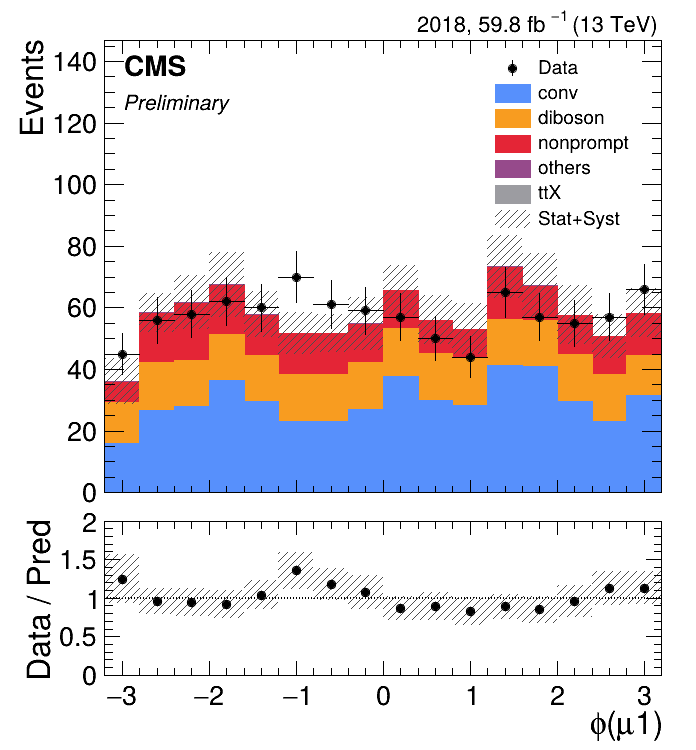 2018, 59.8 fb⁻¹ (13 TeV)
Events
140
120
100
80
60
40
20
0
CMS
Preliminary
Data
conv
diboson
nonprompt
others
ttX
Stat+Syst
Data / Pred
2
1.5
1
0.5
0
−3 −2 −1 0 1 2 3
ϕ(μ1)